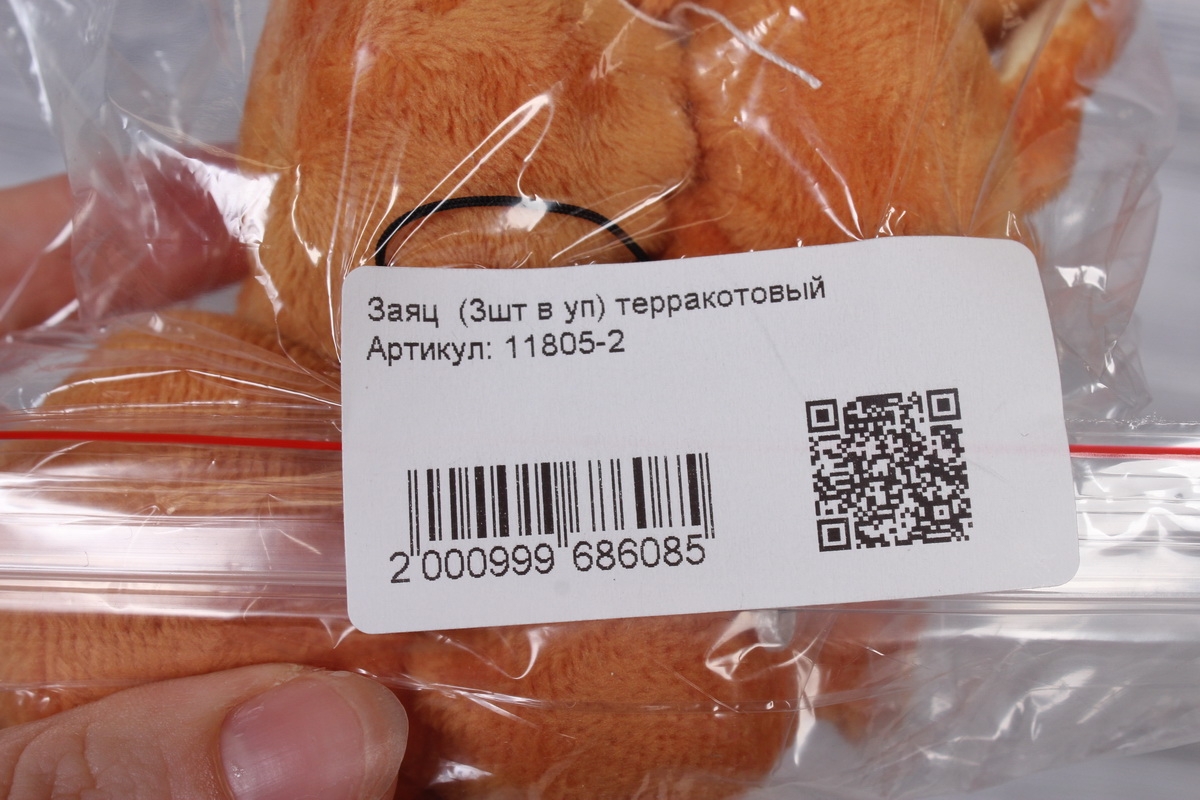 Заяц  (3шт в уп) терракотовый
Артикул: 11805-2
2 000999 686085